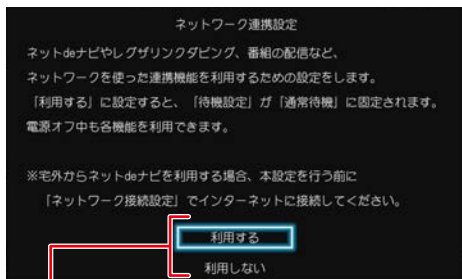 ネットワーク連携設定
ネットdeナビやレグザリンクダビング、番組の配信など、
ネットワークを使った連携機能を利用するための設定をします。
「利用する」に設定すると、「待機設定」が「通常待機」に固定されます。
電源オフ中も各機能を利用できます。
※宅外からネットdeナビを利用する場合、本設定を行う前に
「ネットワーク接続設定」でインターネットに接続してください。
利用する
利用しない